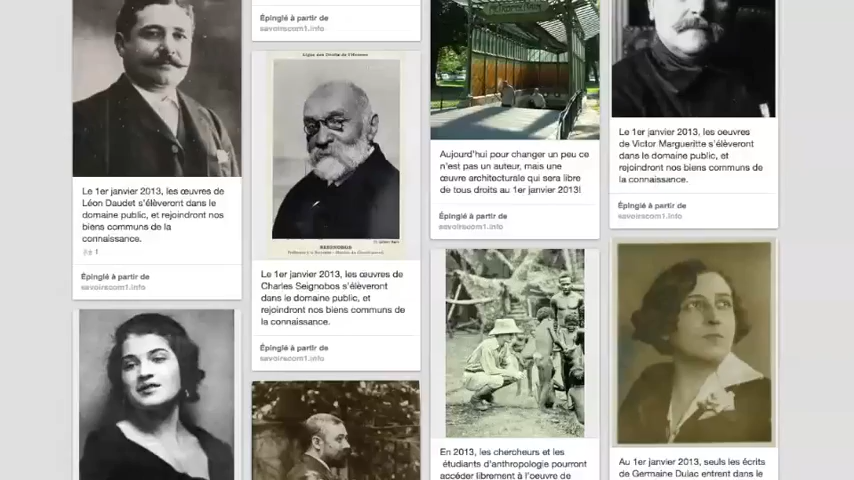 Le 1er janvier 2013, les œuvres de
Léon Daudet s'élèveront dans le
domaine public, et rejoindront nos
biens communs de la
connaissance.
1
Épinglé à partir de
savoirscom1.info
Épinglé à partir de
savoirscom1.info
Ligue des Droits de l'Homme
SEIGNOBOS
Le 1er janvier 2013, les œuvres de
Charles Seignobos s'élèveront
dans le domaine public, et
rejoindront nos biens communs de
la connaissance.
Épinglé à partir de
savoirscom1.info
METROPOLITAIN
Aujourd'hui pour changer un peu ce
n'est pas un auteur, mais une
œuvre architecturale qui sera libre
de tous droits au 1er janvier 2013!
Épinglé à partir de
savoirscom1.info
En 2013, les chercheurs et les
étudiants d'anthropologie pourront
accéder librement à l'oeuvre de
Le 1er janvier 2013, les oeuvres
de Victor Margueritte s'élèveront
dans le domaine public, et
rejoindront nos biens communs de
la connaissance.
Épinglé à partir de
savoirscom1.info
Au 1er janvier 2013, seuls les écrits
de Germaine Dulac entrent dans le